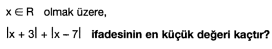 x ∈ R olmak üzere,
|x + 3| + |x – 7| ifadesinin en küçük değeri kaçtır?